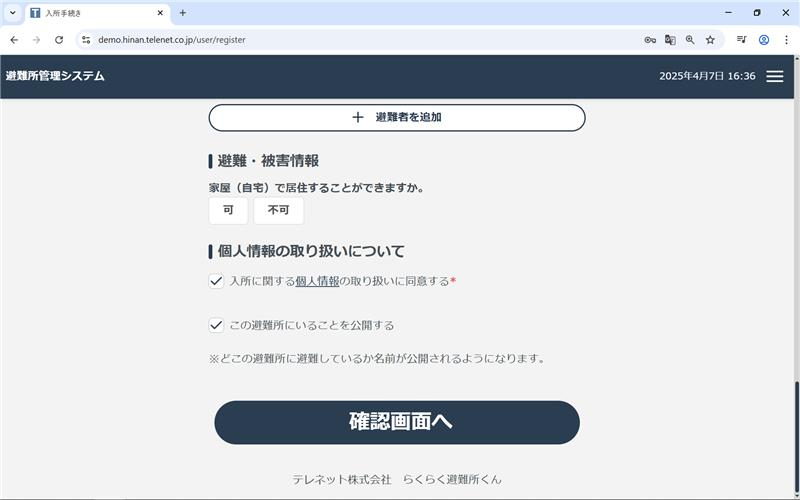 入所手続き
demo.hinan.telenet.co.jp/user/register
避難所管理システム
2025年4月7日 16:36
＋ 避難者を追加
避難・被害情報
家屋（自宅）で居住することができますか。
可 不可
個人情報の取り扱いについて
入所に関する個人情報の取り扱いに同意する*
この避難所にいることを公開する
※どこの避難所に避難しているか名前が公開されるようになります。
確認画面へ
テレネット株式会社　らくらく避難所くん